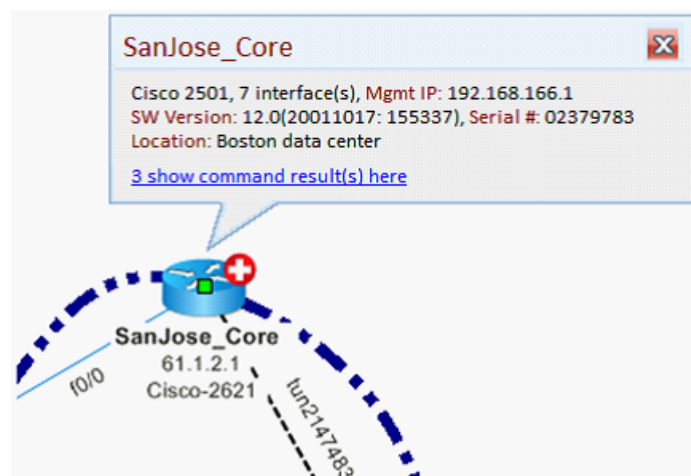 SanJose_Core
Cisco 2501, 7 interface(s), Mgmt IP: 192.168.166.1
SW Version: 12.0(20011017: 155337), Serial #: 02379783
Location: Boston data center
3 show command result(s) here
SanJose_Core
61.1.2.1
Cisco-2621
f0/0
tun2147483